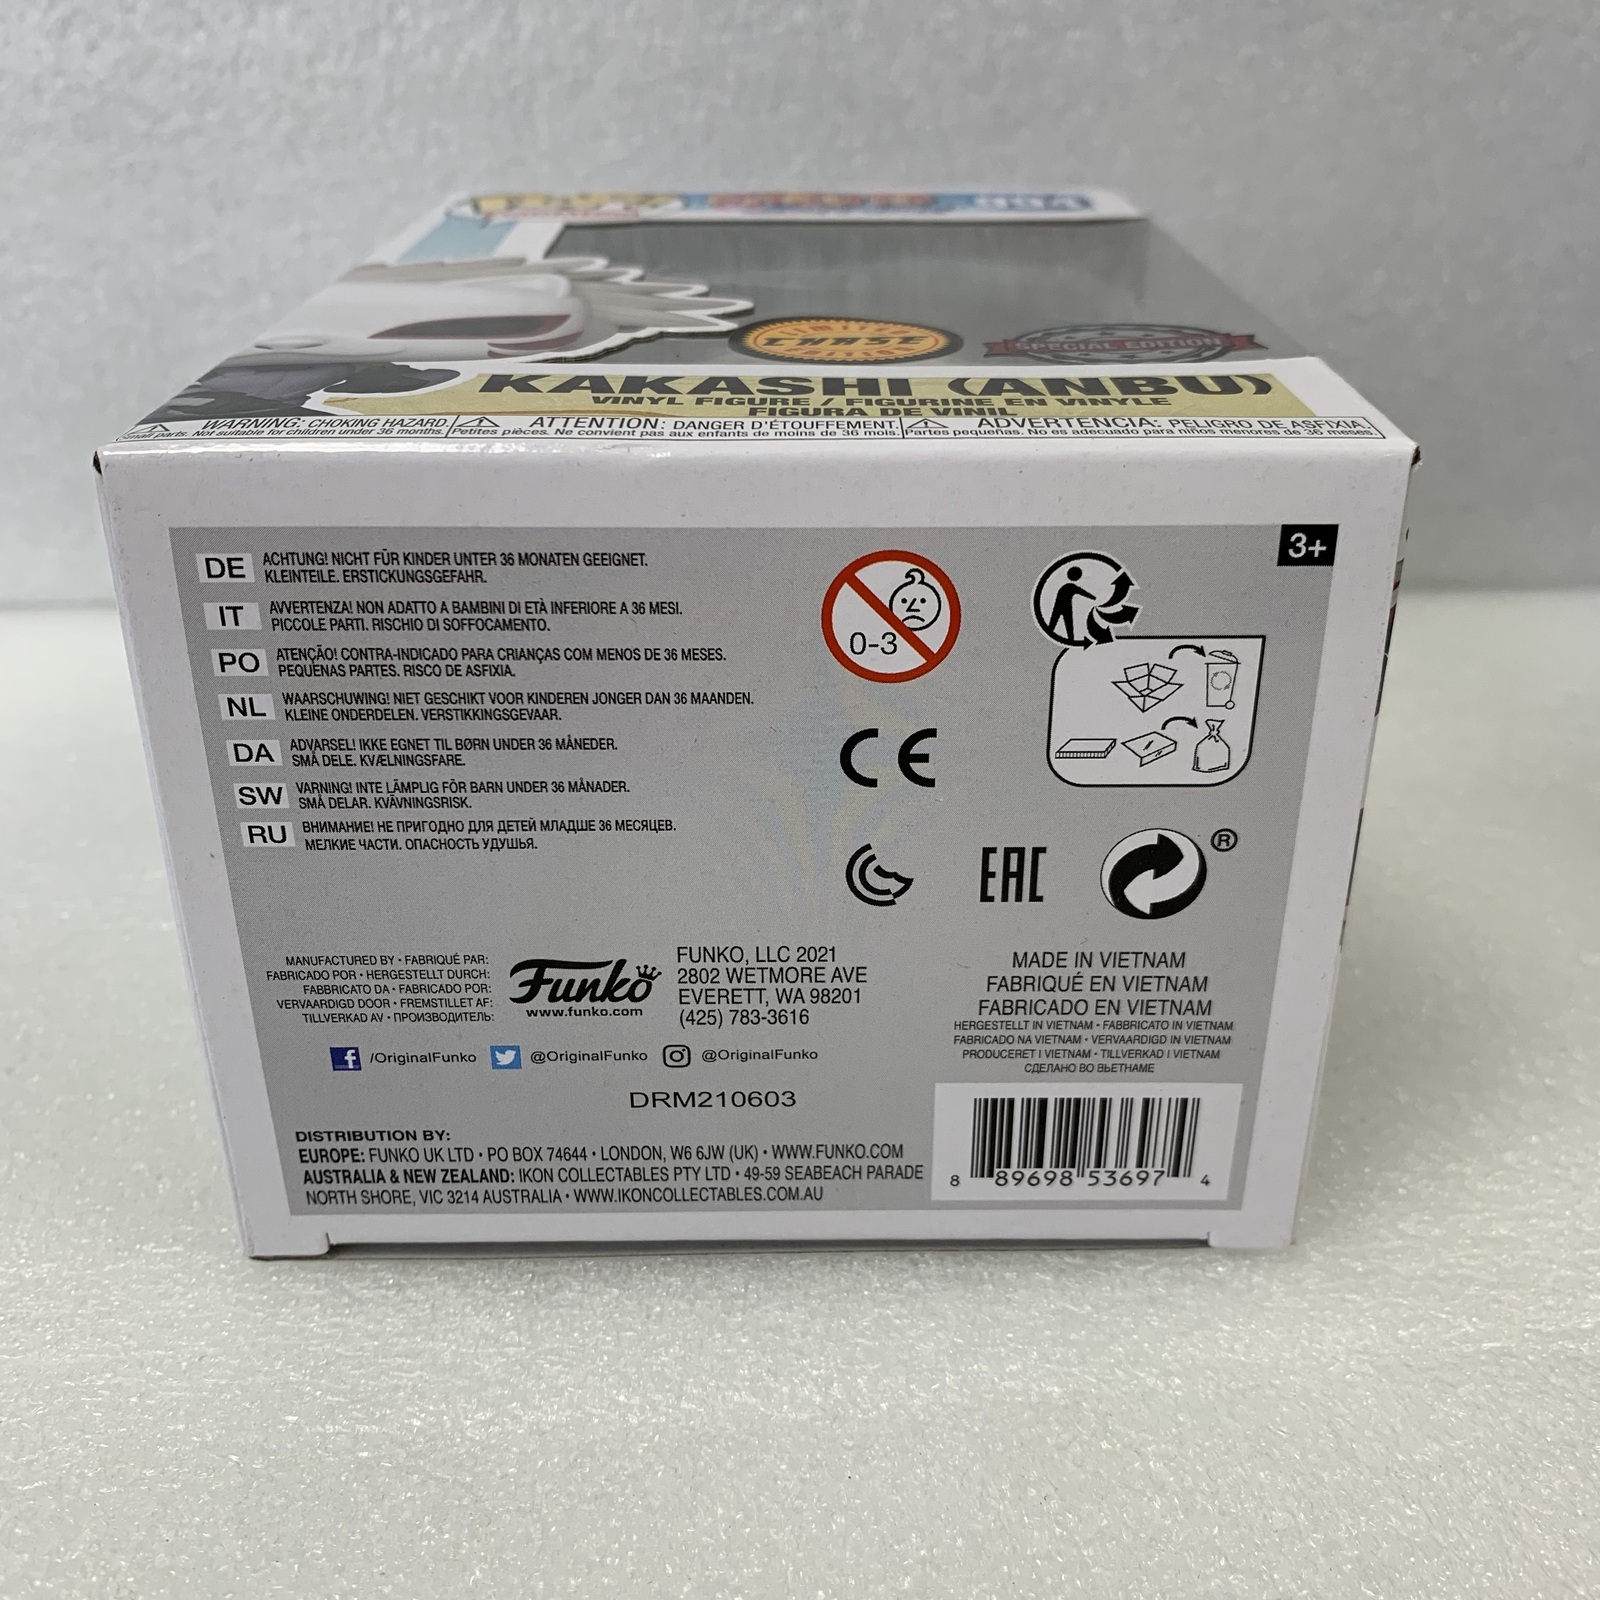 994
LIMITED
CHASE
EDITION
SPECIAL EDITION
KAKASHI (ANBU)
VINYL FIGURE / FIGURINE EN VINYLE
FIGURA DE VINIL
WARNING: CHOKING HAZARD.
Small parts. Not suitable for children under 36 months.
ATTENTION: DANGER D'ÉTOUFFEMENT.
Petites pièces. Ne convient pas aux enfants de moins de 36 mois.
ADVERTENCIA: PELIGRO DE ASFIXIA.
Partes pequeñas. No es adecuado para niños menores de 36 meses.
3+
DE ACHTUNG! NICHT FÜR KINDER UNTER 36 MONATEN GEEIGNET.
KLEINTEILE. ERSTICKUNGSGEFAHR.
IT AVVERTENZA! NON ADATTO A BAMBINI DI ETÀ INFERIORE A 36 MESI.
PICCOLE PARTI. RISCHIO DI SOFFOCAMENTO.
PO ATENÇÃO! CONTRA-INDICADO PARA CRIANÇAS COM MENOS DE 36 MESES.
PEQUENAS PARTES. RISCO DE ASFIXIA.
NL WAARSCHUWING! NIET GESCHIKT VOOR KINDEREN JONGER DAN 36 MAANDEN.
KLEINE ONDERDELEN. VERSTIKKINGSGEVAAR.
DA ADVARSEL! IKKE EGNET TIL BØRN UNDER 36 MÅNEDER.
SMÅ DELE. KVÆLNINGSFARE.
SW VARNING! INTE LÄMPLIG FÖR BARN UNDER 36 MÅNADER.
SMÅ DELAR. KVÄVNINGSRISK.
RU ВНИМАНИЕ! НЕ ПРИГОДНО ДЛЯ ДЕТЕЙ МЛАДШЕ 36 МЕСЯЦЕВ.
МЕЛКИЕ ЧАСТИ. ОПАСНОСТЬ УДУШЬЯ.
0-3
CE
EAC
®
MANUFACTURED BY • FABRIQUÉ PAR:
FABRICADO POR • HERGESTELLT DURCH:
FABBRICATO DA • FABRICADO POR:
VERVAARDIGD DOOR • FREMSTILLET AF:
TILLVERKAD AV • ПРОИЗВОДИТЕЛЬ:
Funko
www.funko.com
FUNKO, LLC 2021
2802 WETMORE AVE
EVERETT, WA 98201
(425) 783-3616
/OriginalFunko @OriginalFunko @OriginalFunko
DRM210603
MADE IN VIETNAM
FABRIQUÉ EN VIETNAM
FABRICADO EN VIETNAM
HERGESTELLT IN VIETNAM • FABBRICATO IN VIETNAM
FABRICADO NA VIETNAM • VERVAARDIGD IN VIETNAM
PRODUCERET I VIETNAM • TILLVERKAD I VIETNAM
СДЕЛАНО ВО ВЬЕТНАМЕ
DISTRIBUTION BY:
EUROPE: FUNKO UK LTD • PO BOX 74644 • LONDON, W6 6JW (UK) • WWW.FUNKO.COM
AUSTRALIA & NEW ZEALAND: IKON COLLECTABLES PTY LTD • 49-59 SEABEACH PARADE
NORTH SHORE, VIC 3214 AUSTRALIA • WWW.IKONCOLLECTABLES.COM.AU
8 89698 53697 4